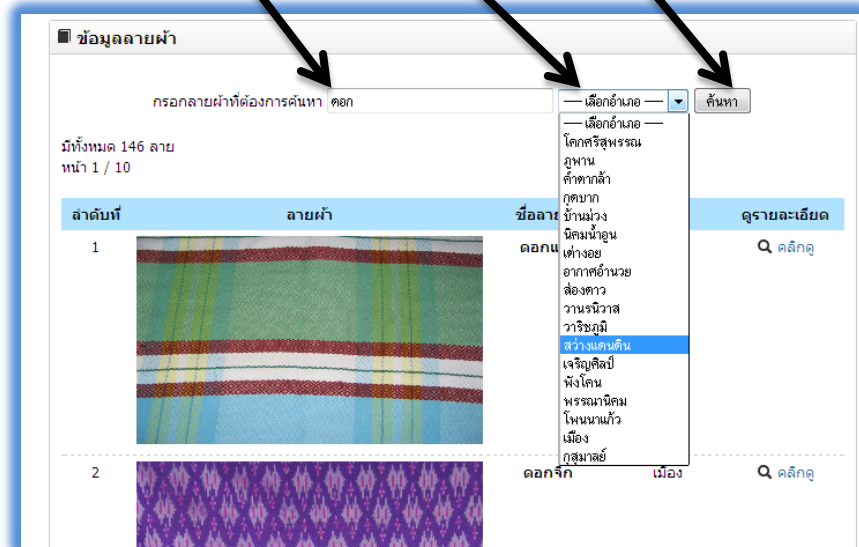 ข้อมูลลายผ้า
กรอกลายผ้าที่ต้องการค้นหา ดอก --- เลือกอำเภอ --- ค้นหา
--- เลือกอำเภอ ---
โคกศรีสุพรรณ
ภูพาน
คำตากล้า
กุดบาก
บ้านม่วง
นิคมน้ำอูน
เต่างอย
อากาศอำนวย
ส่องดาว
วานรนิวาส
วาริชภูมิ
สว่างแดนดิน
เจริญศิลป์
พังโคน
พรรณานิคม
โพนนาแก้ว
เมือง
กุสุมาลย์
มีทั้งหมด 146 ลาย
หน้า 1 / 10
ลำดับที่ ลายผ้า ดูรายละเอียด
1 คลิกดู
2 ดอกจิก เมือง คลิกดู